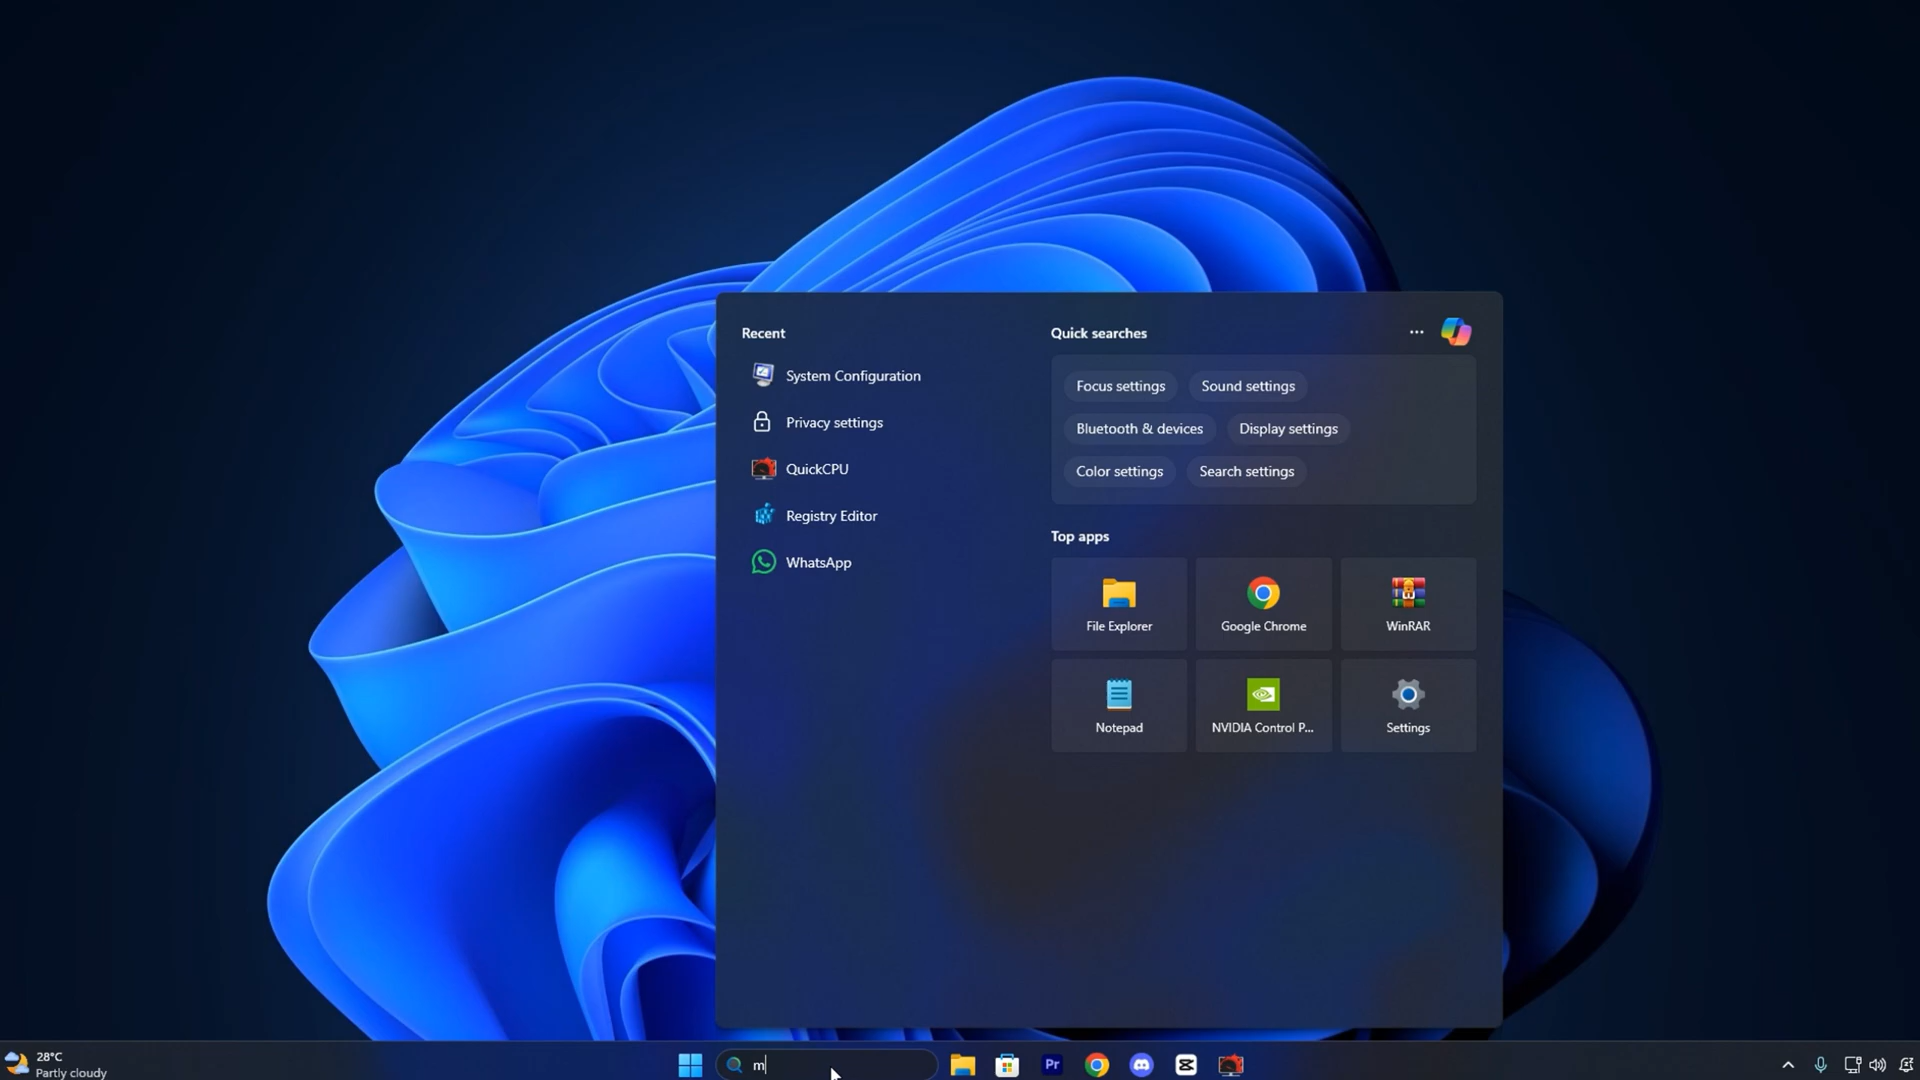 Recent
System Configuration
Privacy settings
QuickCPU
Registry Editor
WhatsApp
Quick searches
Focus settings
Sound settings
Bluetooth & devices
Display settings
Color settings
Search settings
Top apps
File Explorer
Google Chrome
WinRAR
Notepad
NVIDIA Control P...
Settings
28°C
Partly cloudy
m
Pr